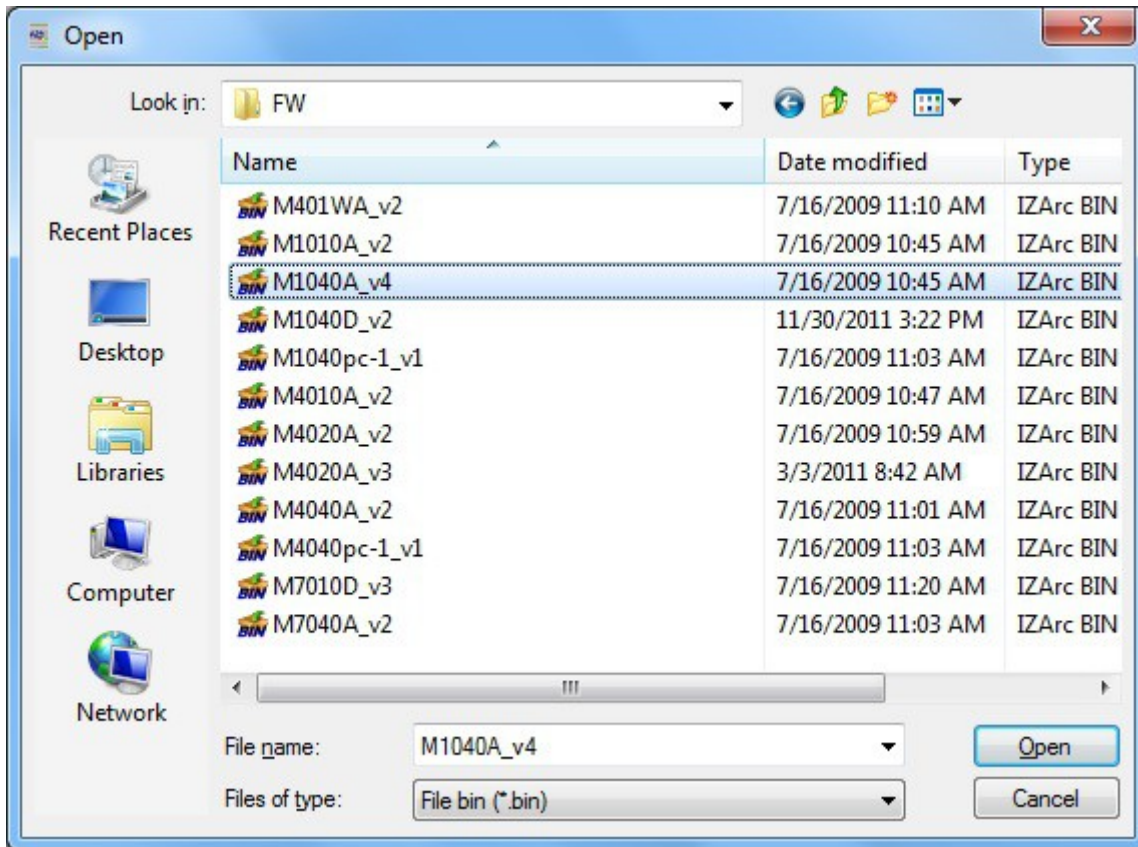 Open
Look in: FW
Name Date modified Type
M401WA_v2 7/16/2009 11:10 AM IZArc BIN
M1010A_v2 7/16/2009 10:45 AM IZArc BIN
M1040A_v4 7/16/2009 10:45 AM IZArc BIN
M1040D_v2 11/30/2011 3:22 PM IZArc BIN
M1040pc-1_v1 7/16/2009 11:03 AM IZArc BIN
M4010A_v2 7/16/2009 10:47 AM IZArc BIN
M4020A_v2 7/16/2009 10:59 AM IZArc BIN
M4020A_v3 3/3/2011 8:42 AM IZArc BIN
M4040A_v2 7/16/2009 11:01 AM IZArc BIN
M4040pc-1_v1 7/16/2009 11:03 AM IZArc BIN
M7010D_v3 7/16/2009 11:20 AM IZArc BIN
M7040A_v2 7/16/2009 11:03 AM IZArc BIN
Recent Places
Desktop
Libraries
Computer
Network
File name: M1040A_v4 Open
Files of type: File bin (*.bin) Cancel